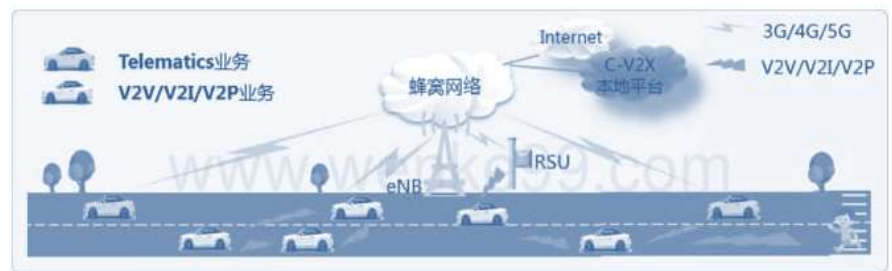 Telematics业务
V2V/V2I/V2P业务
Internet
3G/4G/5G
蜂窝网络
C-V2X
本地平台
V2V/V2I/V2P
RSU
eNB